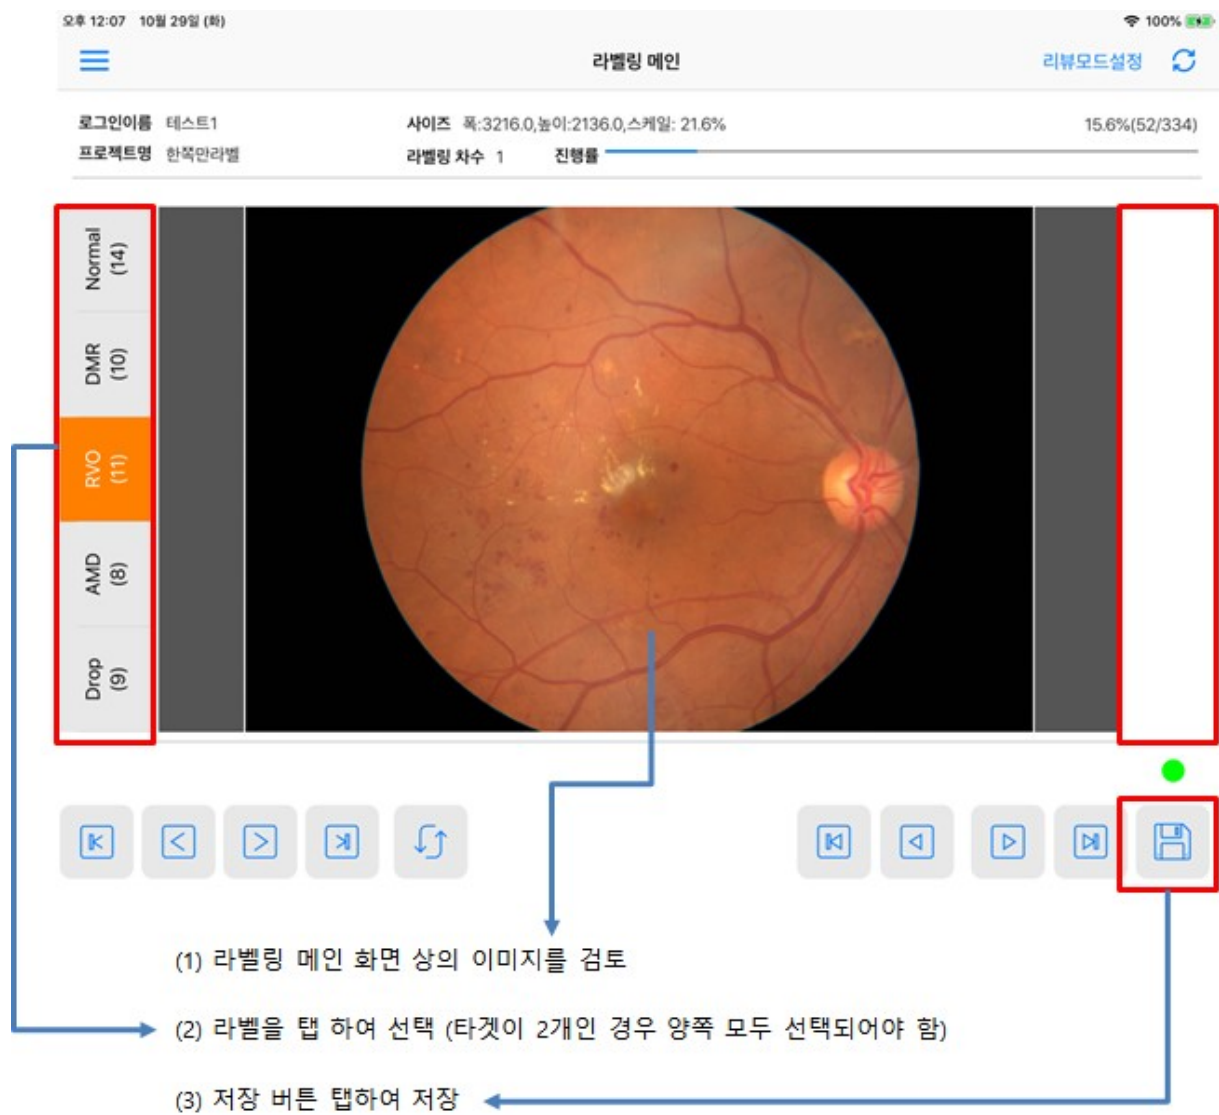 오후 12:07 10월 29일 (화) 100%
라벨링 메인 리뷰모드설정
로그인이름 테스트1 사이즈 폭:3216.0,높이:2136.0,스케일: 21.6% 15.6%(52/334)
프로젝트명 한쪽만라벨 라벨링 차수 1 진행률
Normal
(14)
DMR
(10)
RVO
(11)
AMD
(8)
Drop
(9)
(1) 라벨링 메인 화면 상의 이미지를 검토
(2) 라벨을 탭 하여 선택 (타겟이 2개인 경우 양쪽 모두 선택되어야 함)
(3) 저장 버튼 탭하여 저장